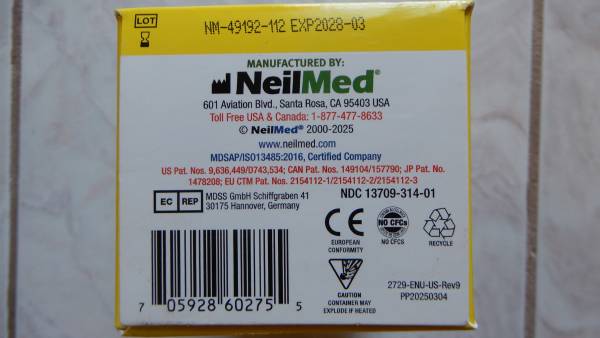 LOT
NM-49192-112 EXP2028-03
MANUFACTURED BY:
NeilMed®
601 Aviation Blvd., Santa Rosa, CA 95403 USA
Toll Free USA & Canada: 1-877-477-8633
© NeilMed® 2000-2025
www.neilmed.com
MDSAP/ISO13485:2016, Certified Company
US Pat. Nos. 9,636,449/D743,534; CAN Pat. Nos. 149104/157790; JP Pat. No.
1478208; EU CTM Pat. Nos. 2154112-1/2154112-2/2154112-3
EC REP
MDSS GmbH Schiffgraben 41
30175 Hannover, Germany
NDC 13709-314-01
CE
EUROPEAN
CONFORMITY
NO CFCs
NO CFCS
RECYCLE
CAUTION
CONTAINER MAY
EXPLODE IF HEATED
2729-ENU-US-Rev9
PP20250304
7 05928 60275 5